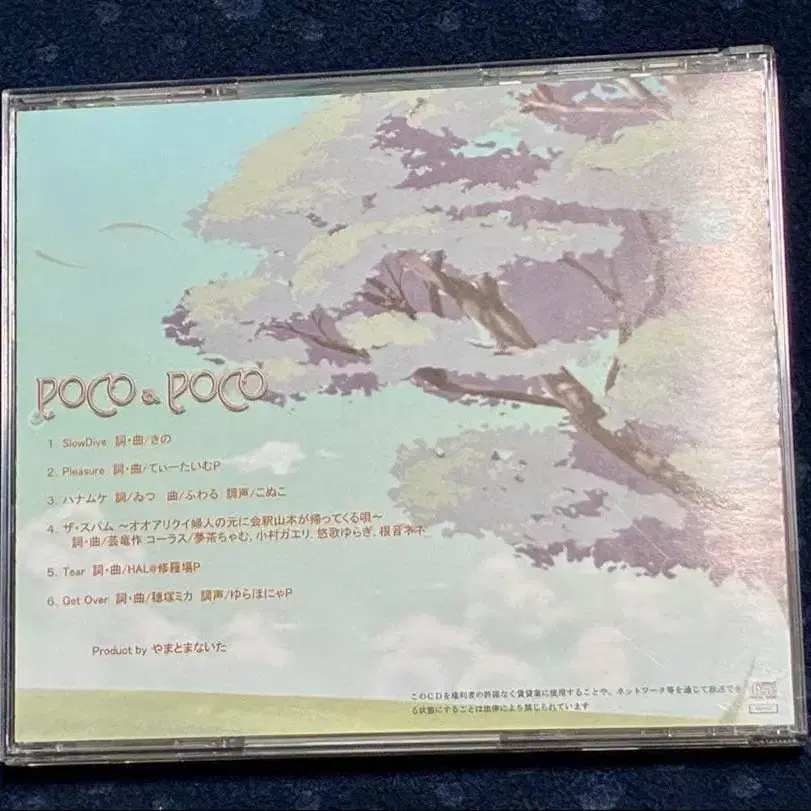 POCO & POCO
1. SlowDive 詞・曲/きの
2. Pleasure 詞・曲/てぃーたいむP
3. ハナムケ 詞/ゐつ 曲/ふわる 調声/こぬこ
4. ザ・スパム ～オオアリクイ婦人の元に会釈山本が帰ってくる唄～
詞・曲/芸竜作 コーラス/夢茶ちゃむ, 小村ガエリ, 悠歌ゆらぎ, 根音ネネ
5. Tear 詞・曲/HAL@修羅場P
6. Get Over 詞・曲/穂塚ミカ 調声/ゆらほにゃP
Product by やまとまないた
このCDを権利者の許諾なく賃貸業に使用することや、ネットワーク等を通じて放送でき
る状態にすることは法律により禁じられています